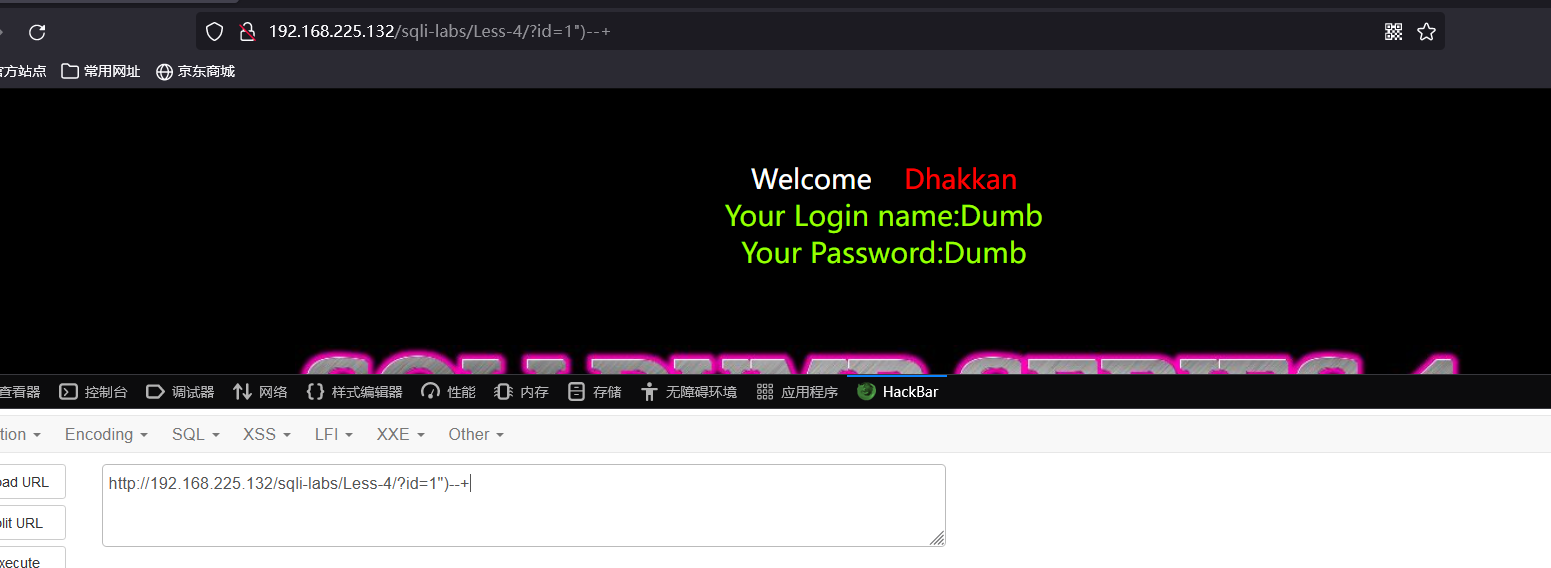 192.168.225.132/sqli-labs/Less-4/?id=1")--+
官方站点 常用网址 京东商城
Welcome Dhakkan
Your Login name:Dumb
Your Password:Dumb
查看器 控制台 调试器 网络 {} 样式编辑器 性能 内存 存储 无障碍环境 应用程序 HackBar
tion Encoding SQL XSS LFI XXE Other
ad URL
http://192.168.225.132/sqli-labs/Less-4/?id=1")--+
lit URL
xecute